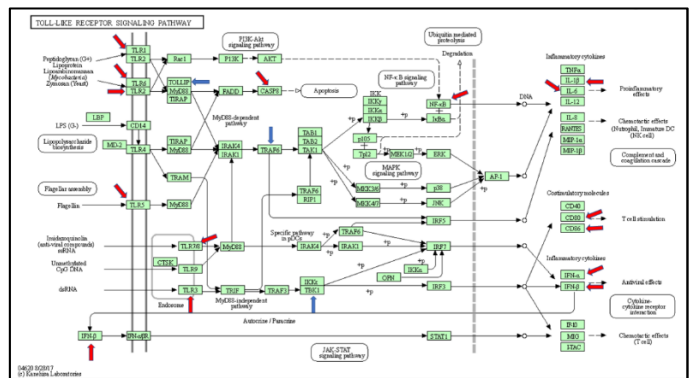 TOLL-LIKE RECEPTOR SIGNALING PATHWAY
PI3K-Akt
signaling pathway
Ubiquitin mediated
proteolysis
Degradation
TLR1
TLR2
Rac1
PI3K
AKT
Peptidoglycan (G+)
Lipoprotein
Lipoarabinomannan
(Mycobacteria)
Zymosan (Yeast)
TLR6
TLR2
TOLLIP
MyD88
TIRAP
FADD
CASP8
Apoptosis
NF-κB signaling
pathway
IKK
IKKγ
IKKα
IKKβ
+p
NF-κB
IκBα
DNA
Inflammatory cytokines
TNFα
IL-1β
IL-6
IL-12
Proinflammatory
effects
IL-8
RANTES
MIP-1α
MIP-1β
Chemotactic effects
(Neutrophil, Immature DC
(NK cell)
Complement and
coagulation cascade
LBP
LPS (G-)
CD14
MyD88-dependent
pathway
Lipopolysaccharide
biosynthesis
MD-2
TLR4
TIRAP
MyD88
IRAK4
IRAK1
TRAF6
TAB1
TAB2
TAK1
p105
Tpl2
+p
MKK1/2
+p
ERK
MAPK
signaling pathway
TRAM
TRAF6
RIP1
+p
MKK3/6
+p
p38
MKK4/7
+p
JNK
AP-1
Flagellar assembly
Flagellin
TLR5
MyD88
IRF5
Costimulatory molecules
CD40
CD80
CD86
T cell stimulation
Imidazoquinoline
(anti-viral compounds)
ssRNA
TLR7/8
MyD88
Specific pathway
in pDCs
TRAF6
IRAK4
IRAK1
+p
IRF7
IKKα
OPN
Unmethylated
CpG DNA
CTSK
TLR9
dsRNA
TLR3
TRIF
TRAF3
IKKε
TBK1
+p
+p
IRF3
Endosome
MyD88-independent
pathway
Inflammatory cytokines
IFN-α
IFN-β
Antiviral effects
Cytokine-
cytokine receptor
interaction
Autocrine / Paracrine
IFN-β
IFN-αβR
+p
STAT1
JAK-STAT
signaling pathway
MIG
Chemotactic effects
(T cell)
(c) Kanehisa Laboratories